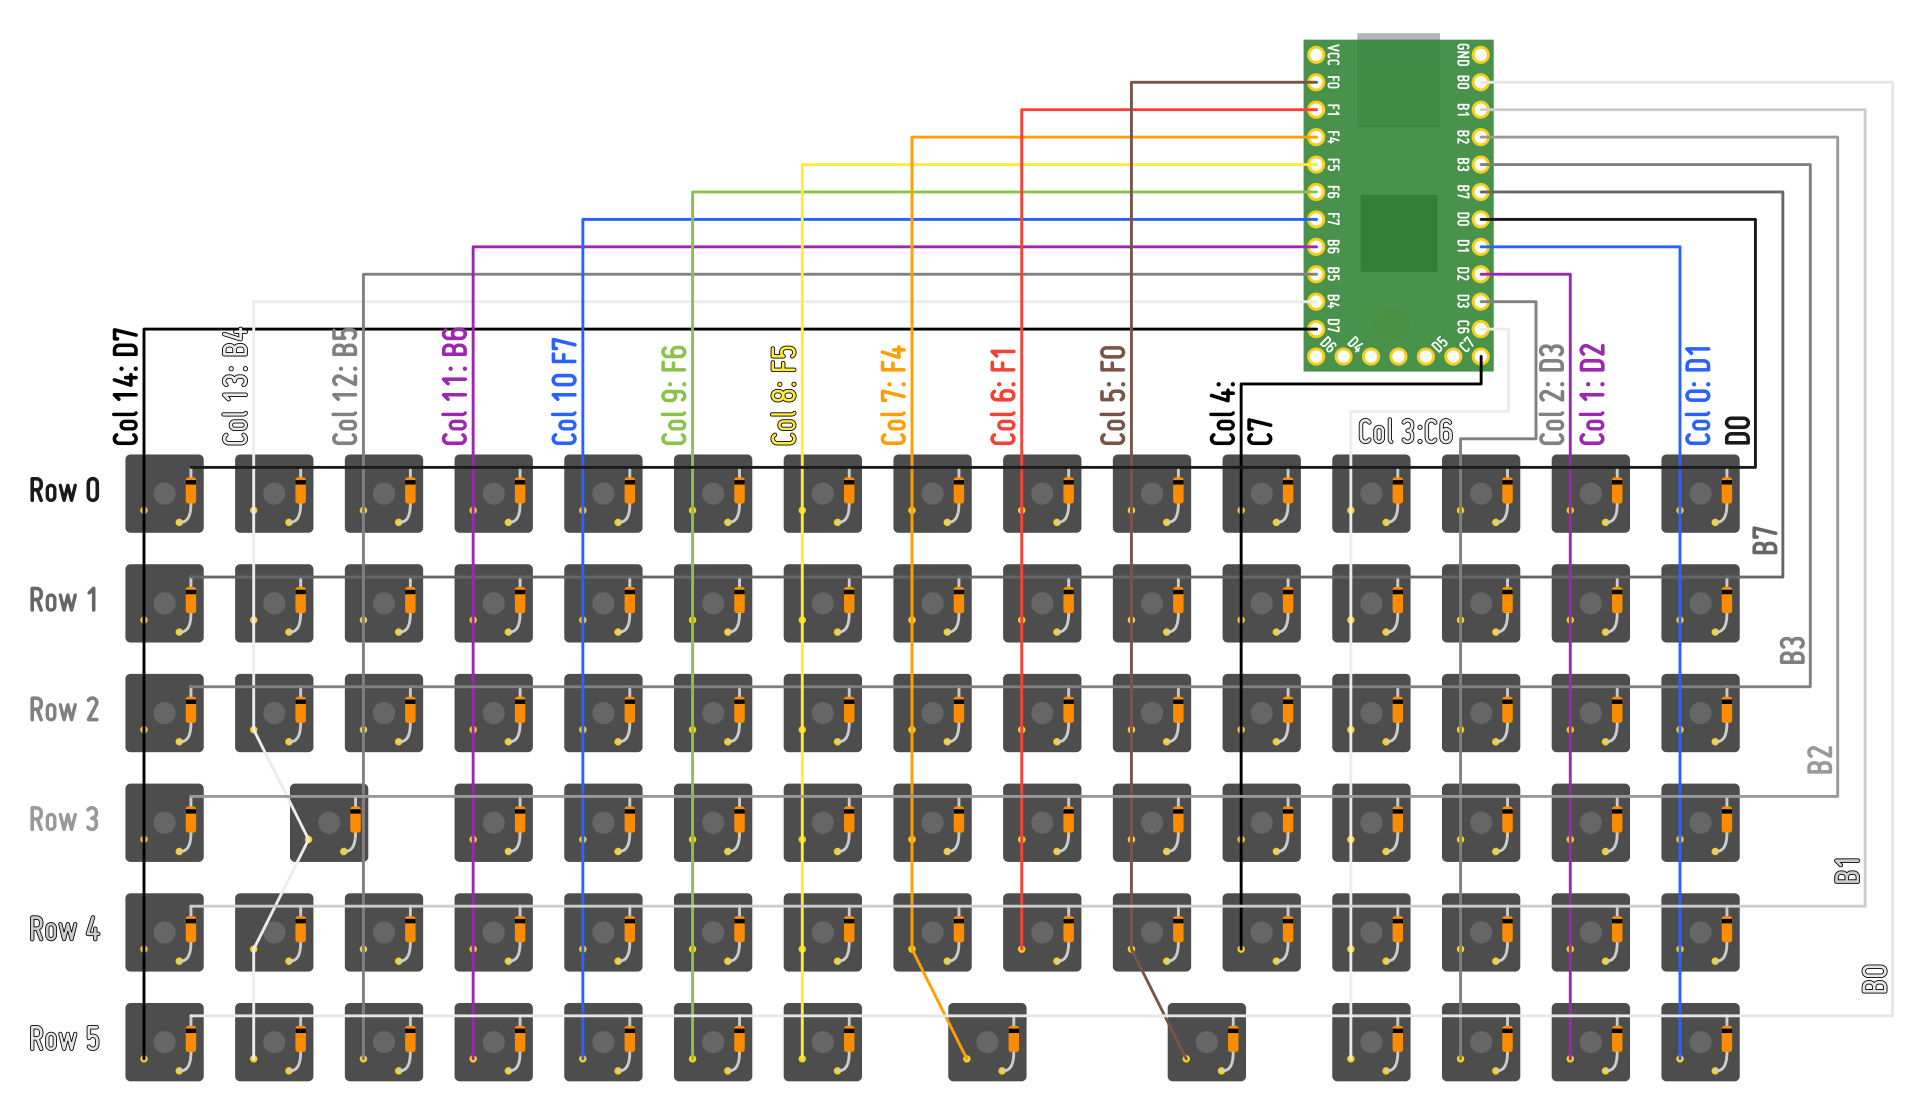 VCC
F0
F1
F4
F5
F6
F7
B6
B5
B4
D7
D6
D4
GND
B0
B1
B2
B3
B7
D0
D1
D2
D3
C6
C7
D5
Col 14: D7
Col 13: B4
Col 12: B5
Col 11: B6
Col 10 F7
Col 9: F6
Col 8: F5
Col 7: F4
Col 6: F1
Col 5: F0
Col 4:
C7
Col 3:C6
Col 2: D3
Col 1: D2
Col 0: D1
D0
Row 0
B7
Row 1
B3
Row 2
B2
Row 3
B1
Row 4
B0
Row 5